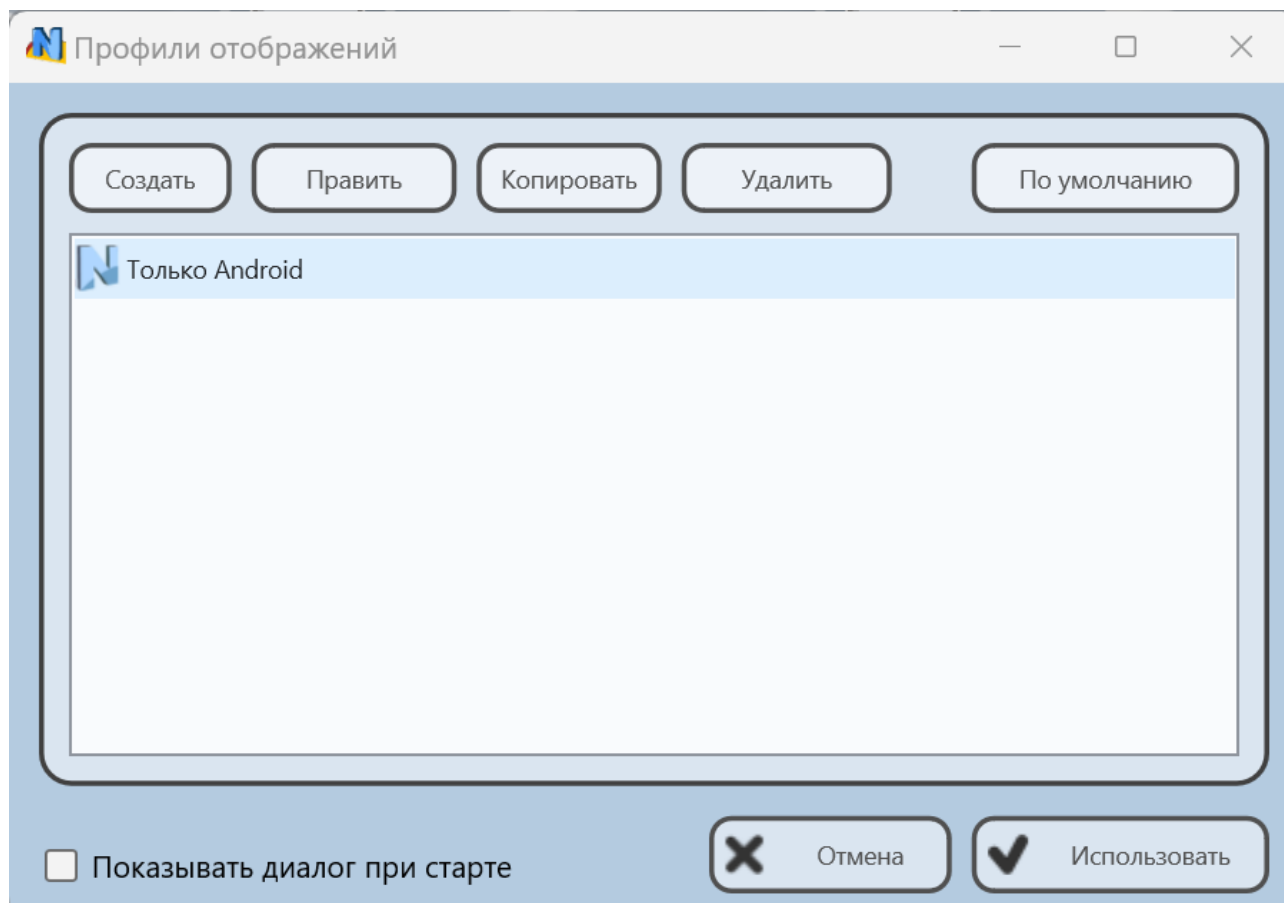 Профили отображений
Создать Править Копировать Удалить По умолчанию
Только Android
Показывать диалог при старте Отмена Использовать